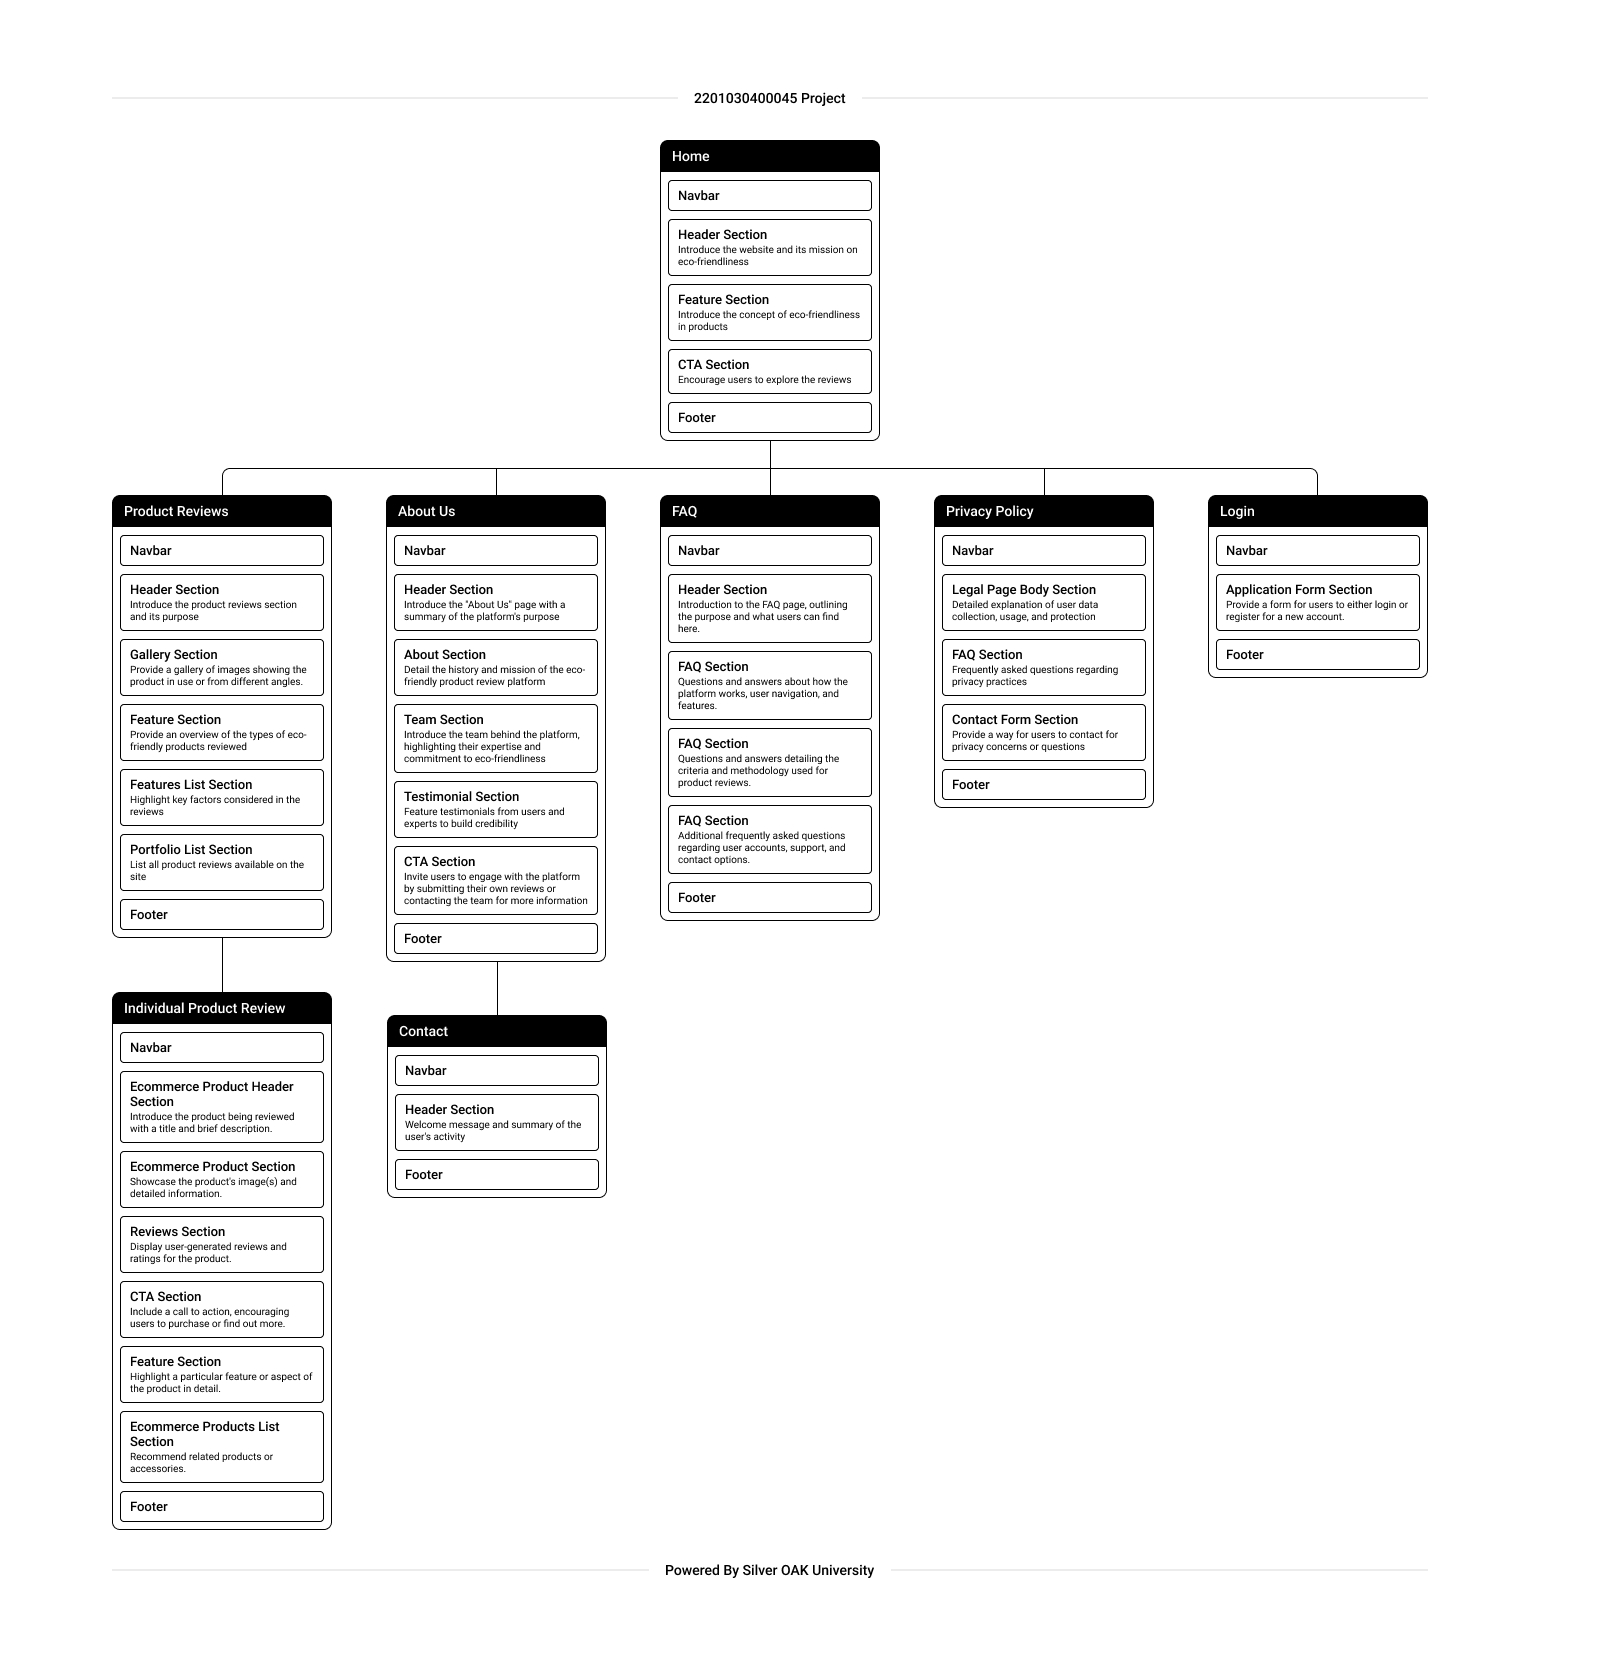 2201030400045 Project
Home
Navbar
Header Section
Introduce the website and its mission on
eco-friendliness
Feature Section
Introduce the concept of eco-friendliness
in products
CTA Section
Encourage users to explore the reviews
Footer
Product Reviews
Navbar
Header Section
Introduce the product reviews section
and its purpose
Gallery Section
Provide a gallery of images showing the
product in use or from different angles.
Feature Section
Provide an overview of the types of eco-
friendly products reviewed
Features List Section
Highlight key factors considered in the
reviews
Portfolio List Section
List all product reviews available on the
site
Footer
About Us
Navbar
Header Section
Introduce the "About Us" page with a
summary of the platform's purpose
About Section
Detail the history and mission of the eco-
friendly product review platform
Team Section
Introduce the team behind the platform,
highlighting their expertise and
commitment to eco-friendliness
Testimonial Section
Feature testimonials from users and
experts to build credibility
CTA Section
Invite users to engage with the platform
by submitting their own reviews or
contacting the team for more information
Footer
FAQ
Navbar
Header Section
Introduction to the FAQ page, outlining
the purpose and what users can find
here.
FAQ Section
Questions and answers about how the
platform works, user navigation, and
features.
FAQ Section
Questions and answers detailing the
criteria and methodology used for
product reviews.
FAQ Section
Additional frequently asked questions
regarding user accounts, support, and
contact options.
Footer
Privacy Policy
Navbar
Legal Page Body Section
Detailed explanation of user data
collection, usage, and protection
FAQ Section
Frequently asked questions regarding
privacy practices
Contact Form Section
Provide a way for users to contact for
privacy concerns or questions
Footer
Login
Navbar
Application Form Section
Provide a form for users to either login or
register for a new account.
Footer
Individual Product Review
Navbar
Ecommerce Product Header
Section
Introduce the product being reviewed
with a title and brief description.
Ecommerce Product Section
Showcase the product's image(s) and
detailed information.
Reviews Section
Display user-generated reviews and
ratings for the product.
CTA Section
Include a call to action, encouraging
users to purchase or find out more.
Feature Section
Highlight a particular feature or aspect of
the product in detail.
Ecommerce Products List
Section
Recommend related products or
accessories.
Footer
Contact
Navbar
Header Section
Welcome message and summary of the
user's activity
Footer
Powered By Silver OAK University